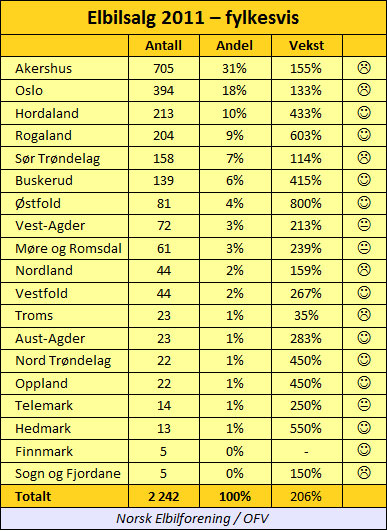 Elbilsalg 2011 – fylkesvis
Antall Andel Vekst
Akershus 705 31% 155% ☹
Oslo 394 18% 133% ☹
Hordaland 213 10% 433% ☺
Rogaland 204 9% 603% ☺
Sør Trøndelag 158 7% 114% ☹
Buskerud 139 6% 415% ☺
Østfold 81 4% 800% ☺
Vest-Agder 72 3% 213% 😐
Møre og Romsdal 61 3% 239% 😐
Nordland 44 2% 159% ☹
Vestfold 44 2% 267% ☺
Troms 23 1% 35% ☹
Aust-Agder 23 1% 283% ☺
Nord Trøndelag 22 1% 450% ☺
Oppland 22 1% 450% ☺
Telemark 14 1% 250% 😐
Hedmark 13 1% 550% ☺
Finnmark 5 0% - ☺
Sogn og Fjordane 5 0% 150% ☹
Totalt 2 242 100% 206%
Norsk Elbilforening / OFV